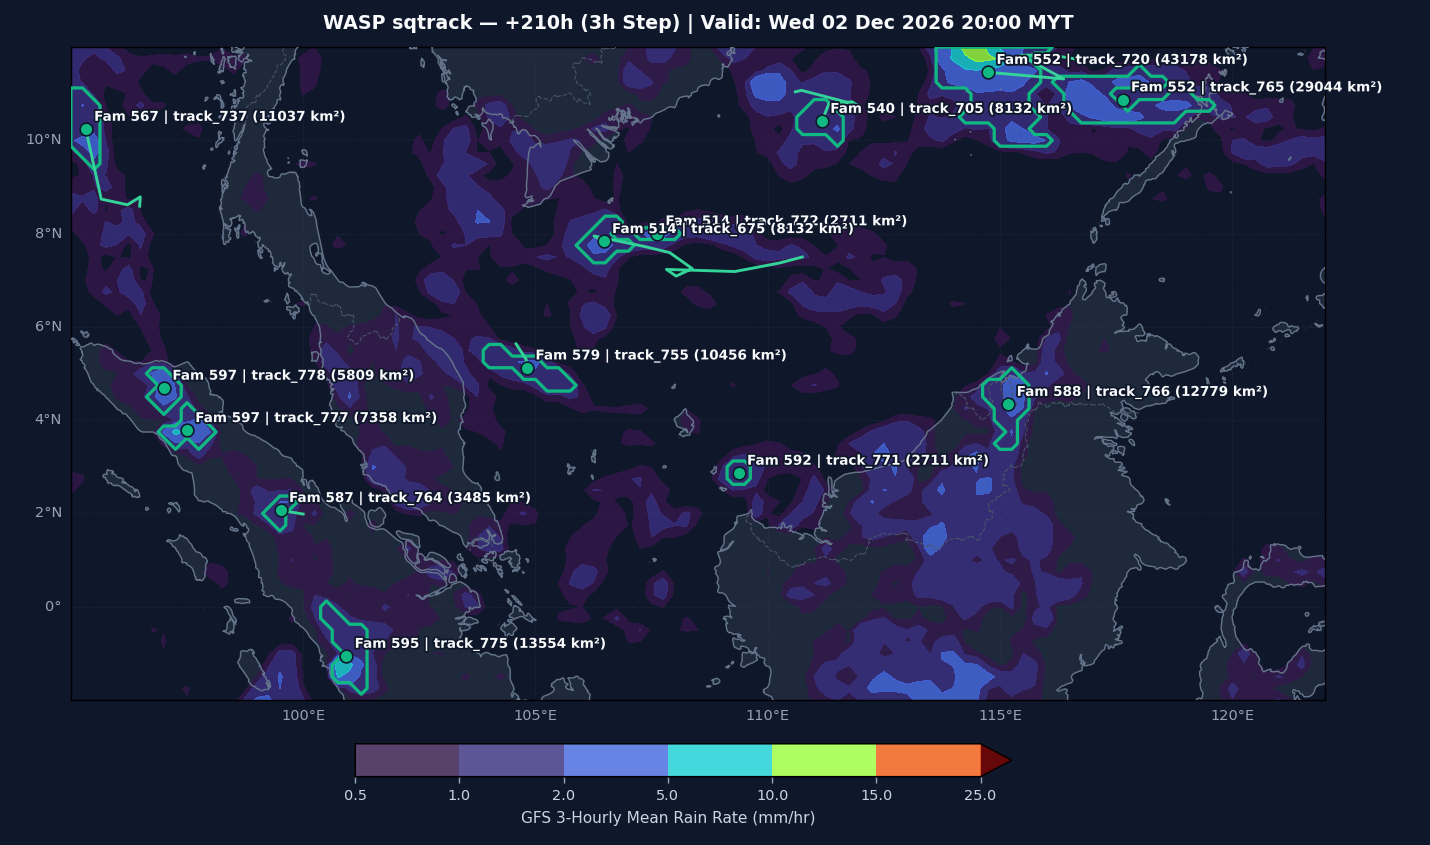 WASP sqtrack — +210h (3h Step) | Valid: Wed 02 Dec 2026 20:00 MYT
Fam 552 | track_720 (43178 km²)
Fam 552 | track_765 (29044 km²)
Fam 540 | track_705 (8132 km²)
Fam 567 | track_737 (11037 km²)
10°N
Fam 514 | track_772 (2711 km²)
Fam 514 | track_675 (8132 km²)
8°N
6°N
Fam 579 | track_755 (10456 km²)
Fam 597 | track_778 (5809 km²)
Fam 588 | track_766 (12779 km²)
4°N
Fam 597 | track_777 (7358 km²)
Fam 592 | track_771 (2711 km²)
Fam 587 | track_764 (3485 km²)
2°N
0°
Fam 595 | track_775 (13554 km²)
100°E 105°E 110°E 115°E 120°E
0.5 1.0 2.0 5.0 10.0 15.0 25.0
GFS 3-Hourly Mean Rain Rate (mm/hr)